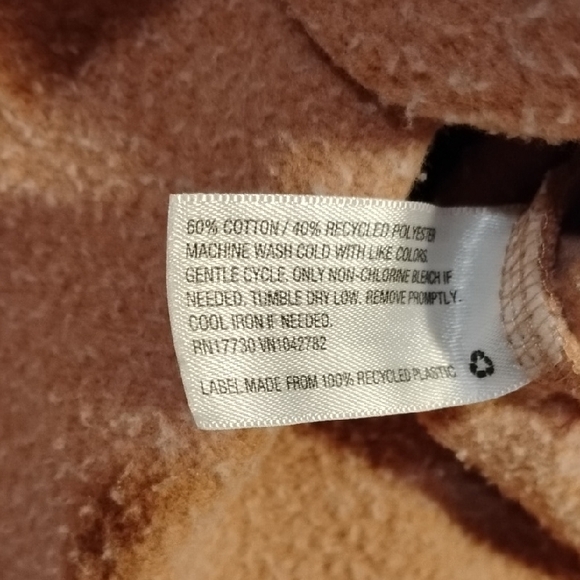 60% COTTON / 40% RECYCLED POLYESTER
MACHINE WASH COLD WITH LIKE COLORS.
GENTLE CYCLE. ONLY NON-CHLORINE BLEACH IF
NEEDED. TUMBLE DRY LOW. REMOVE PROMPTLY.
COOL IRON IF NEEDED.
RN17730 VN1042782
LABEL MADE FROM 100% RECYCLED PLASTIC